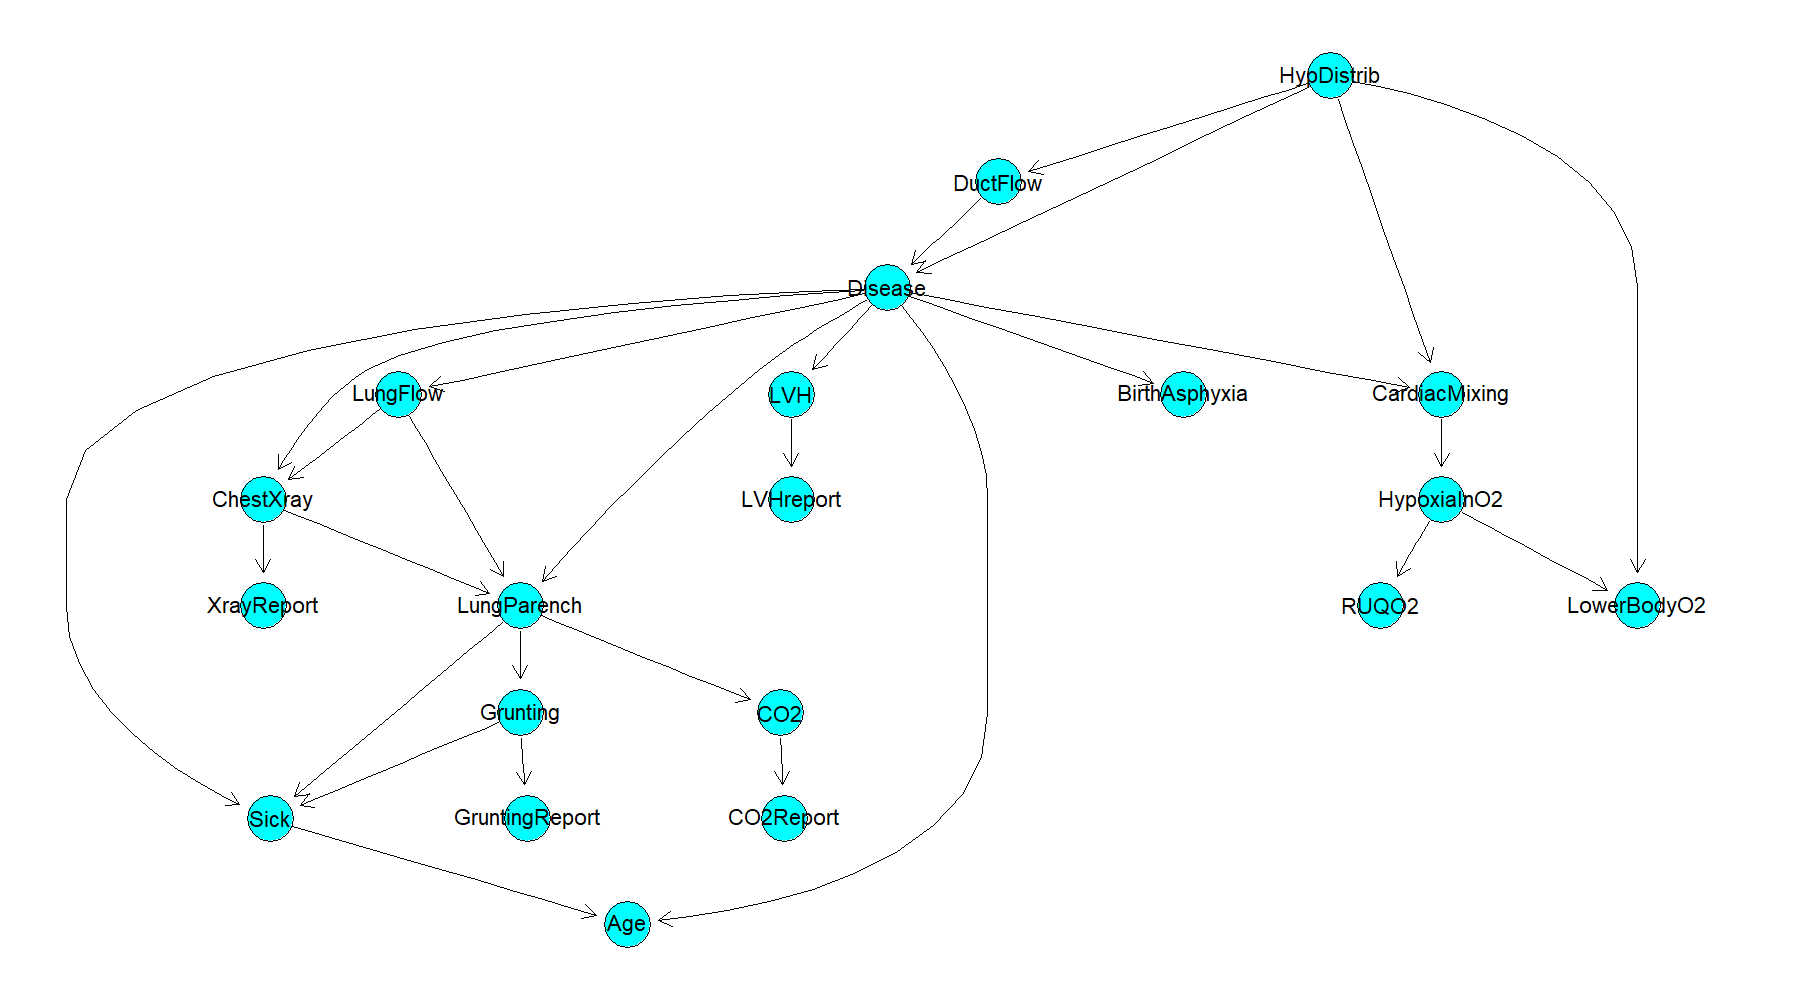 HypDistrib
DuctFlow
Disease
LungFlow
LVH
BirthAsphyxia
CardiacMixing
ChestXray
LVHreport
HypoxiaInO2
XrayReport
LungParench
RUQO2
LowerBodyO2
Grunting
CO2
Sick
GruntingReport
CO2Report
Age